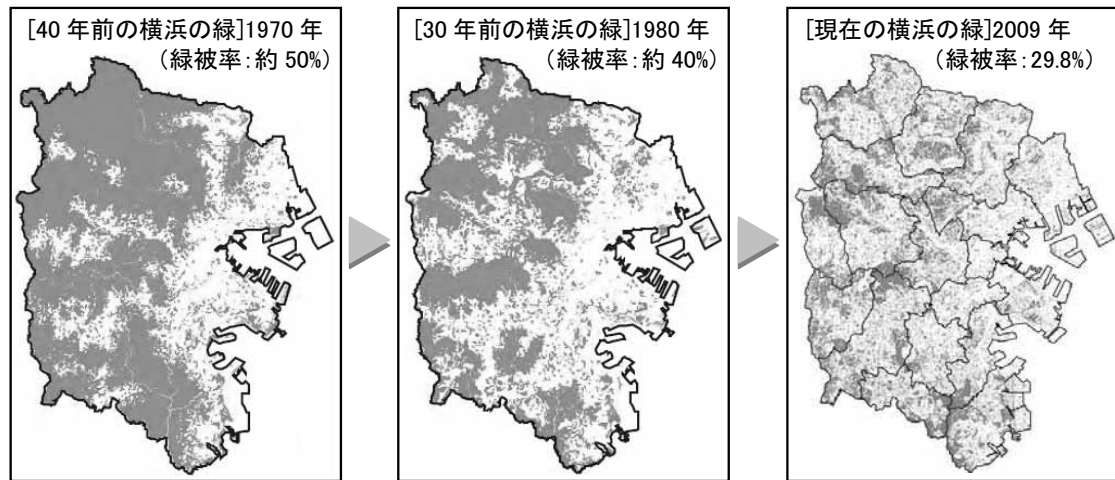 [40 年前の横浜の緑]1970 年
（緑被率：約 50%）
[30 年前の横浜の緑]1980 年
（緑被率：約 40%）
[現在の横浜の緑]2009 年
（緑被率：29.8%）